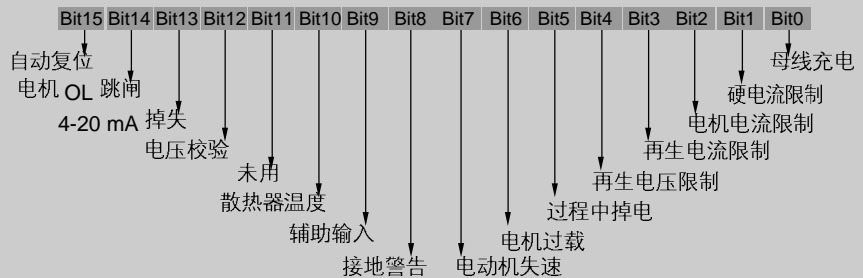 Bit15 Bit14 Bit13 Bit12 Bit11 Bit10 Bit9 Bit8 Bit7 Bit6 Bit5 Bit4 Bit3 Bit2 Bit1 Bit0
自动复位 母线充电
电机 OL 跳闸 硬电流限制
4-20 mA 掉失 电机电流限制
电压校验 再生电流限制
未用 再生电压限制
散热器温度 过程中掉电
辅助输入 电机过载
接地警告 电动机失速